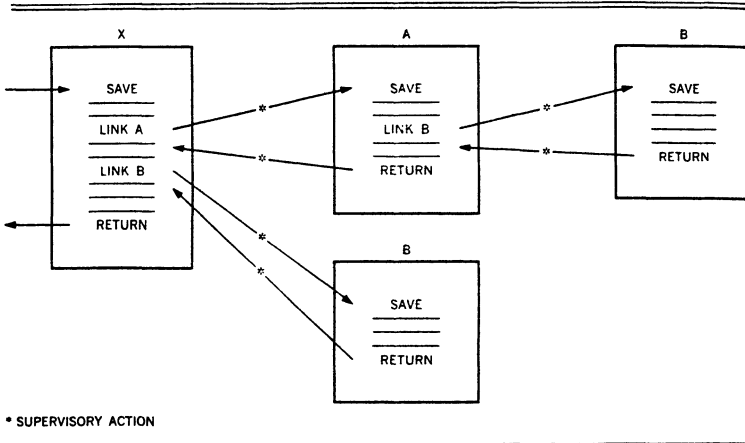 X
SAVE
LINK A
LINK B
RETURN
A
SAVE
LINK B
RETURN
B
SAVE
RETURN
B
SAVE
RETURN
*
*
*
*
*
*
* SUPERVISORY ACTION